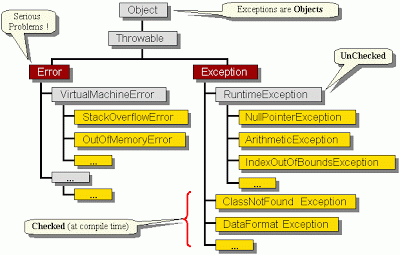 Object
Exceptions are Objects
Serious
Problems !
Throwable
Error
Exception
UnChecked
VirtualMachineError
RuntimeException
StackOverflowError
NullPointerException
OutOfMemoryError
ArithmeticException
...
IndexOutOfBoundsException
...
...
...
ClassNotFound Exception
Checked (at compile time)
DataFormat Exception
...